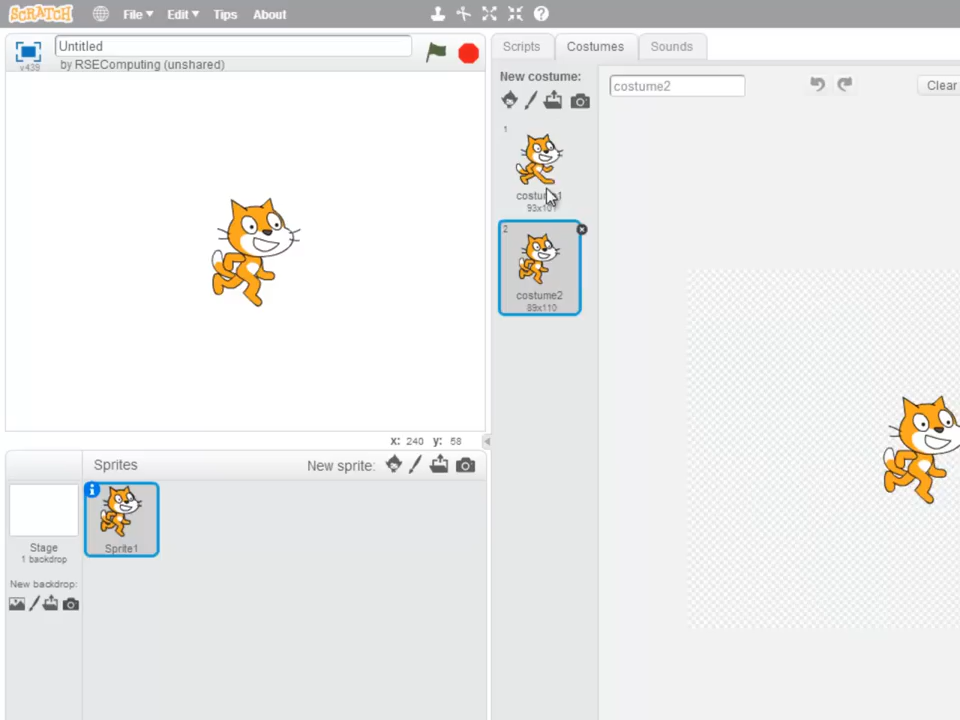 SCRATCH File Edit Tips About
v439
Untitled
by RSEComputing (unshared)
Scripts Costumes Sounds
New costume:
costume2
Clear
1
2
costume2
89x110
x: 240 y: 58
Sprites New sprite:
Sprite1
Stage
1 backdrop
New backdrop: